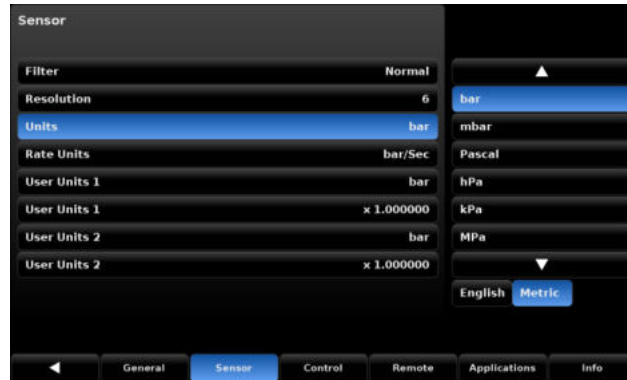 Sensor
Filter Normal
Resolution 6
Units bar
Rate Units bar/Sec
User Units 1 bar
User Units 1 x 1.000000
User Units 2 bar
User Units 2 x 1.000000
bar
mbar
Pascal
hPa
kPa
MPa
English Metric
General Sensor Control Remote Applications Info